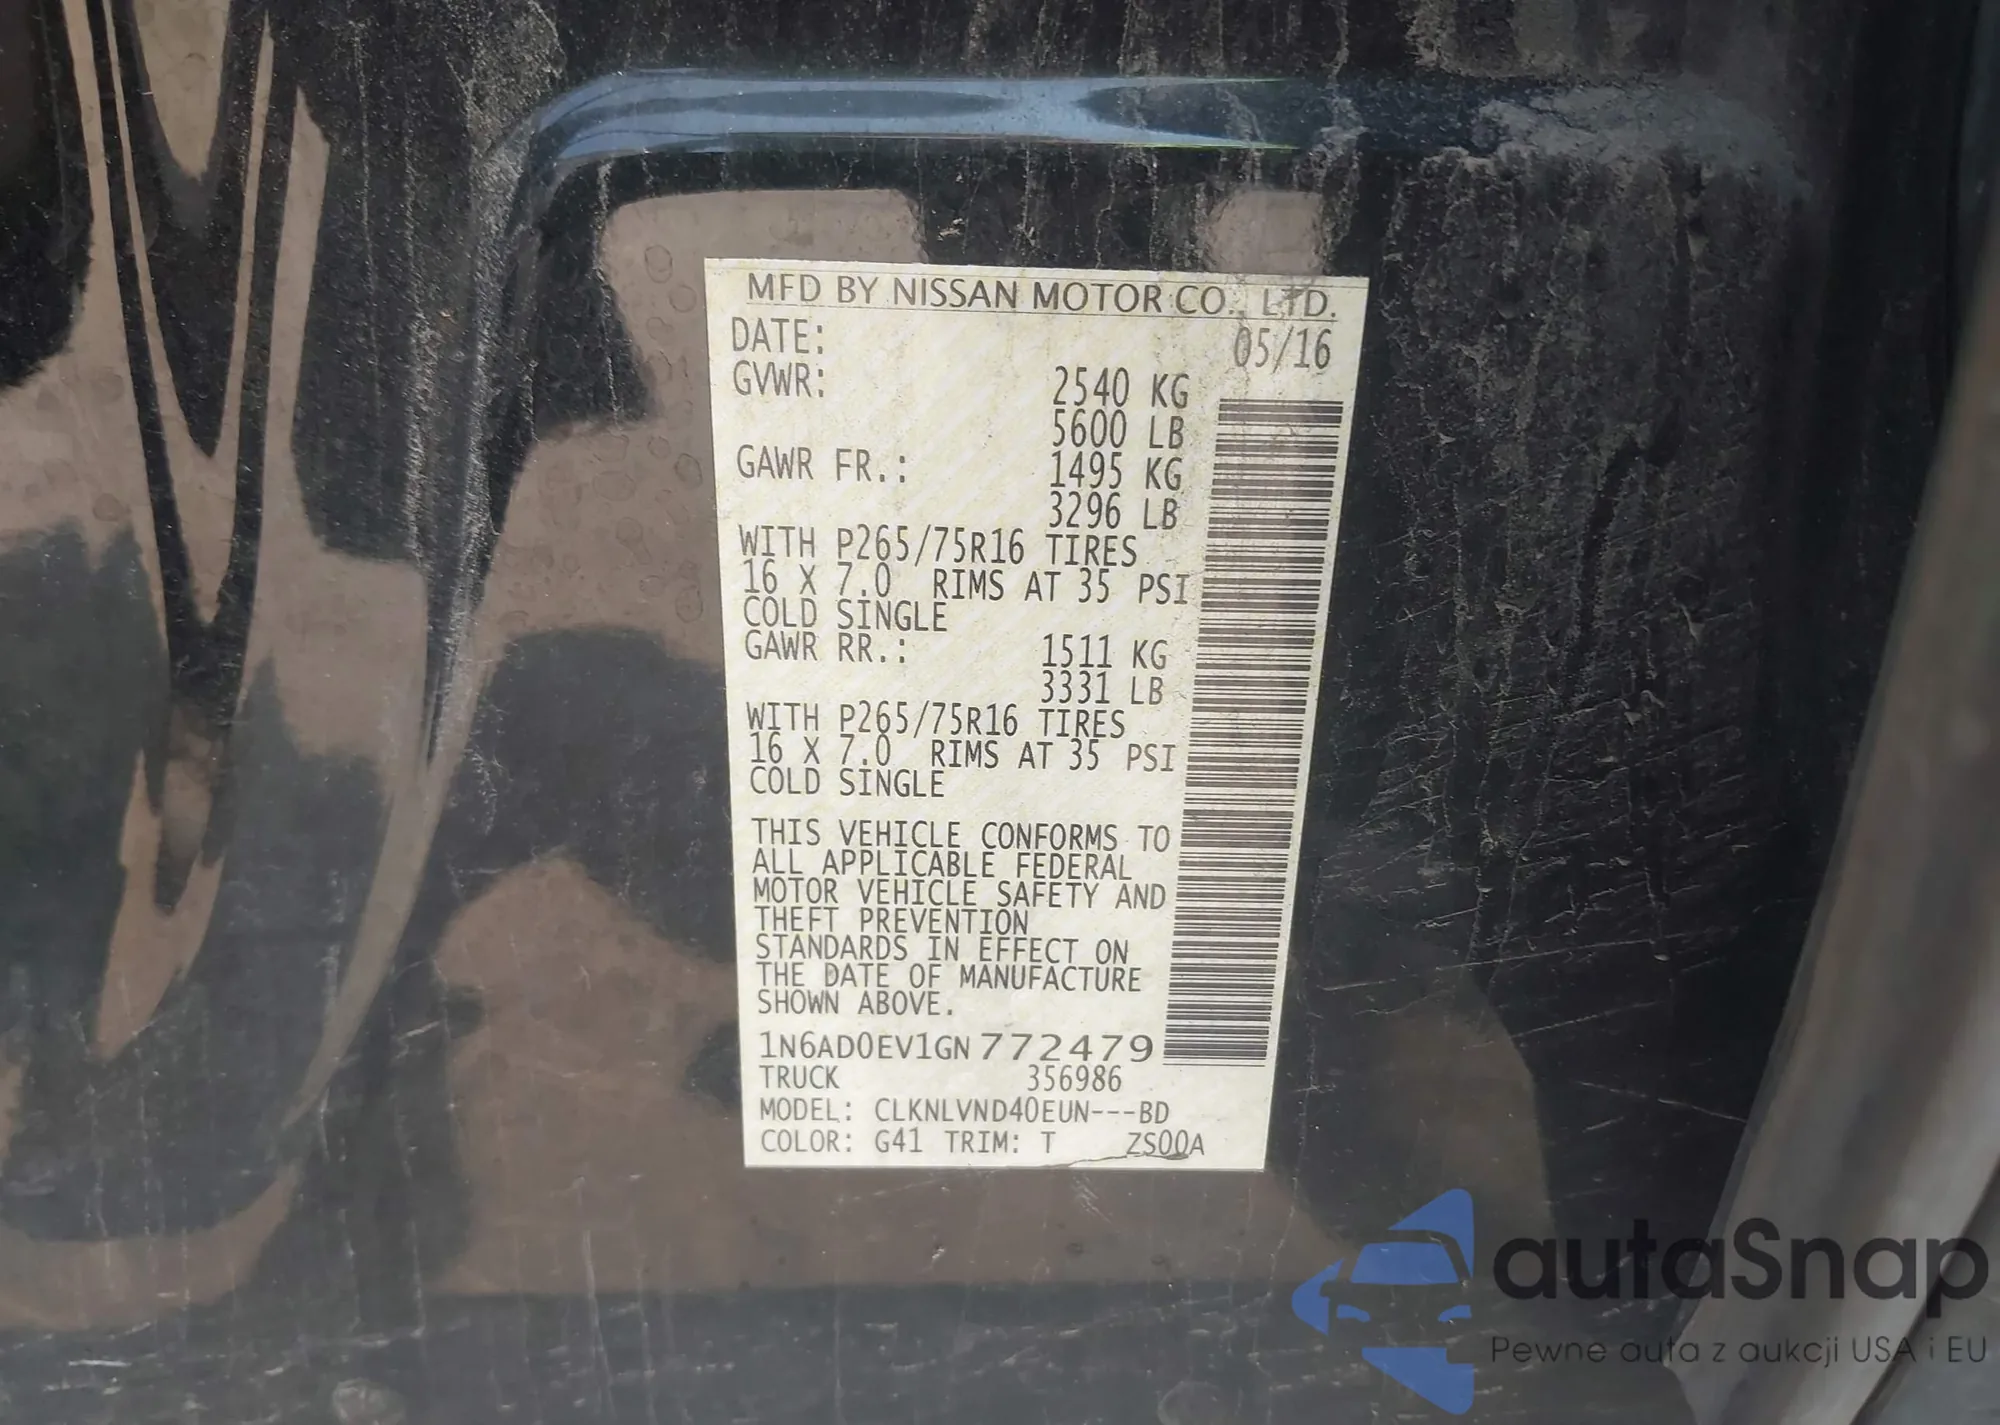 MFD BY NISSAN MOTOR CO., LTD.
DATE: 05/16
GVWR: 2540 KG
5600 LB
GAWR FR.: 1495 KG
3296 LB
WITH P265/75R16 TIRES
16 X 7.0 RIMS AT 35 PSI
COLD SINGLE
GAWR RR.: 1511 KG
3331 LB
WITH P265/75R16 TIRES
16 X 7.0 RIMS AT 35 PSI
COLD SINGLE
THIS VEHICLE CONFORMS TO
ALL APPLICABLE FEDERAL
MOTOR VEHICLE SAFETY AND
THEFT PREVENTION
STANDARDS IN EFFECT ON
THE DATE OF MANUFACTURE
SHOWN ABOVE.
1N6AD0EV1GN772479
TRUCK 356986
MODEL: CLKNLVND40EUN---BD
COLOR: G41 TRIM: T ZS00A
autaSnap
Pewne auta z aukcji USA i EU